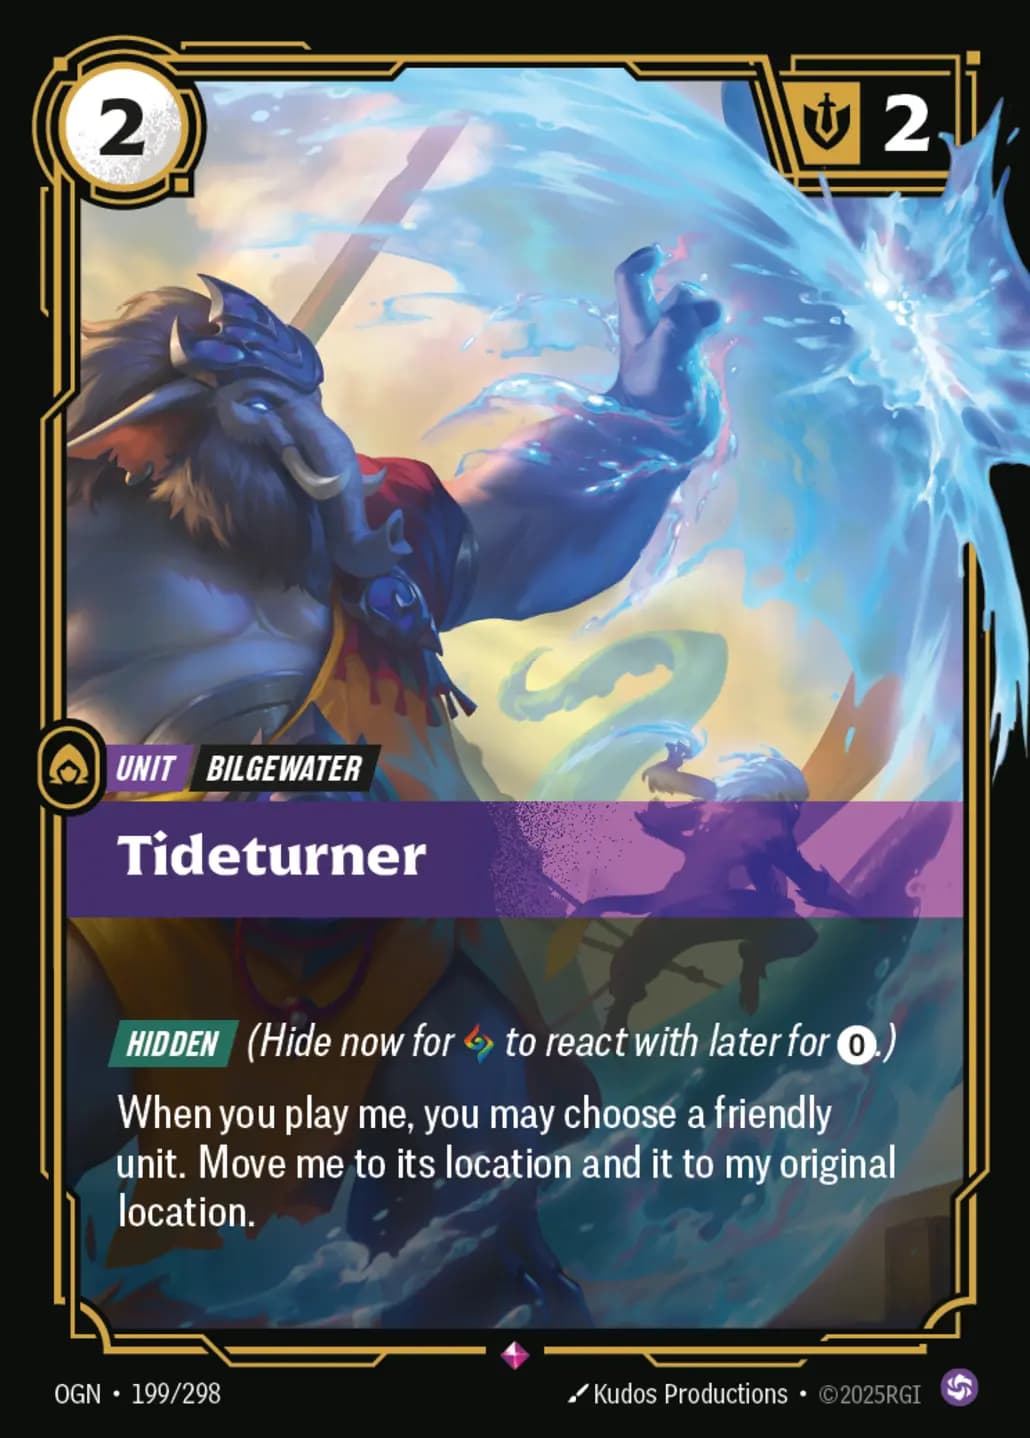 2
2
UNIT BILGEWATER
Tideturner
HIDDEN (Hide now for to react with later for 0.)
When you play me, you may choose a friendly
unit. Move me to its location and it to my original
location.
OGN • 199/298
Kudos Productions • ©2025RGI